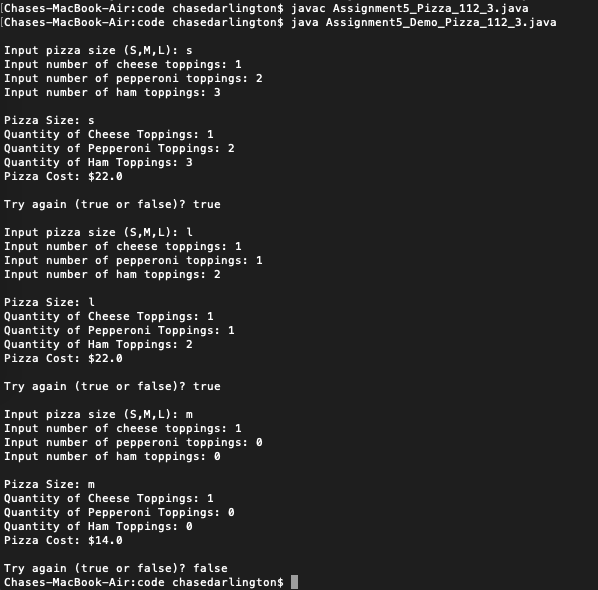 [Chases-MacBook-Air:code chasedarlington$ javac Assignment5_Pizza_112_3.java
[Chases-MacBook-Air:code chasedarlington$ java Assignment5_Demo_Pizza_112_3.java
Input pizza size (S,M,L): s
Input number of cheese toppings: 1
Input number of pepperoni toppings: 2
Input number of ham toppings: 3
Pizza Size: s
Quantity of Cheese Toppings: 1
Quantity of Pepperoni Toppings: 2
Quantity of Ham Toppings: 3
Pizza Cost: $22.0
Try again (true or false)? true
Input pizza size (S,M,L): l
Input number of cheese toppings: 1
Input number of pepperoni toppings: 1
Input number of ham toppings: 2
Pizza Size: l
Quantity of Cheese Toppings: 1
Quantity of Pepperoni Toppings: 1
Quantity of Ham Toppings: 2
Pizza Cost: $22.0
Try again (true or false)? true
Input pizza size (S,M,L): m
Input number of cheese toppings: 1
Input number of pepperoni toppings: 0
Input number of ham toppings: 0
Pizza Size: m
Quantity of Cheese Toppings: 1
Quantity of Pepperoni Toppings: 0
Quantity of Ham Toppings: 0
Pizza Cost: $14.0
Try again (true or false)? false
Chases-MacBook-Air:code chasedarlington$